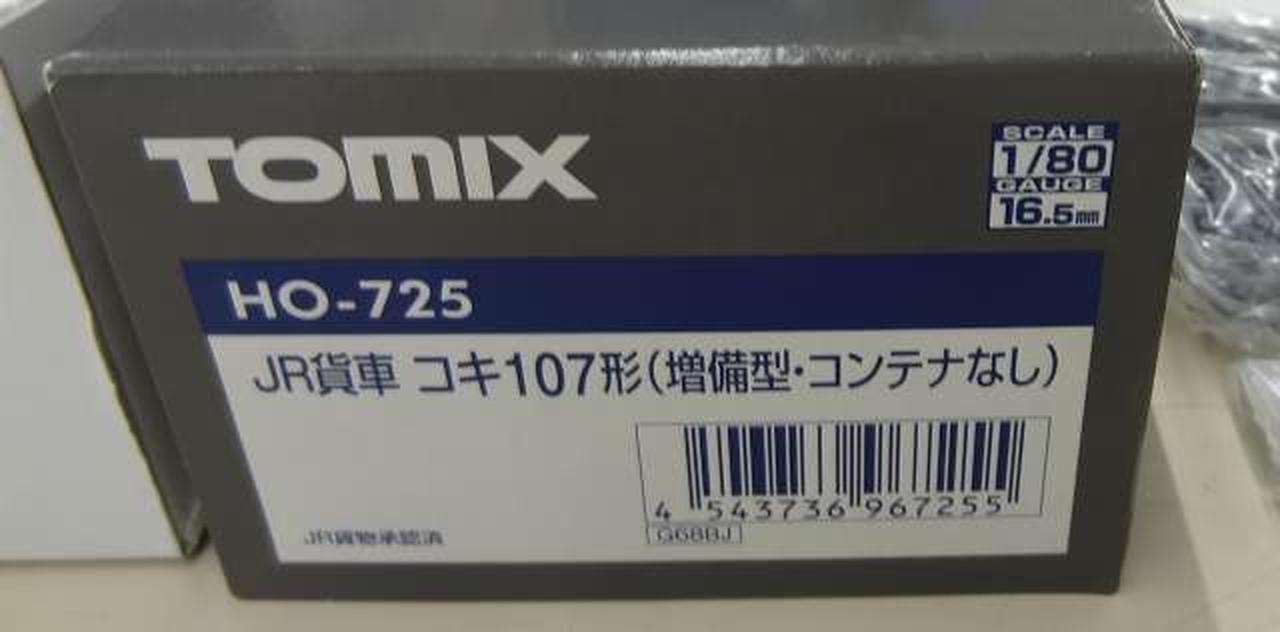 TOMIX
SCALE
1/80
GAUGE
16.5mm
HO-725
JR貨車 コキ107形(増備型・コンテナなし)
4 543736 967255
G68BJ
JR貨物承認済